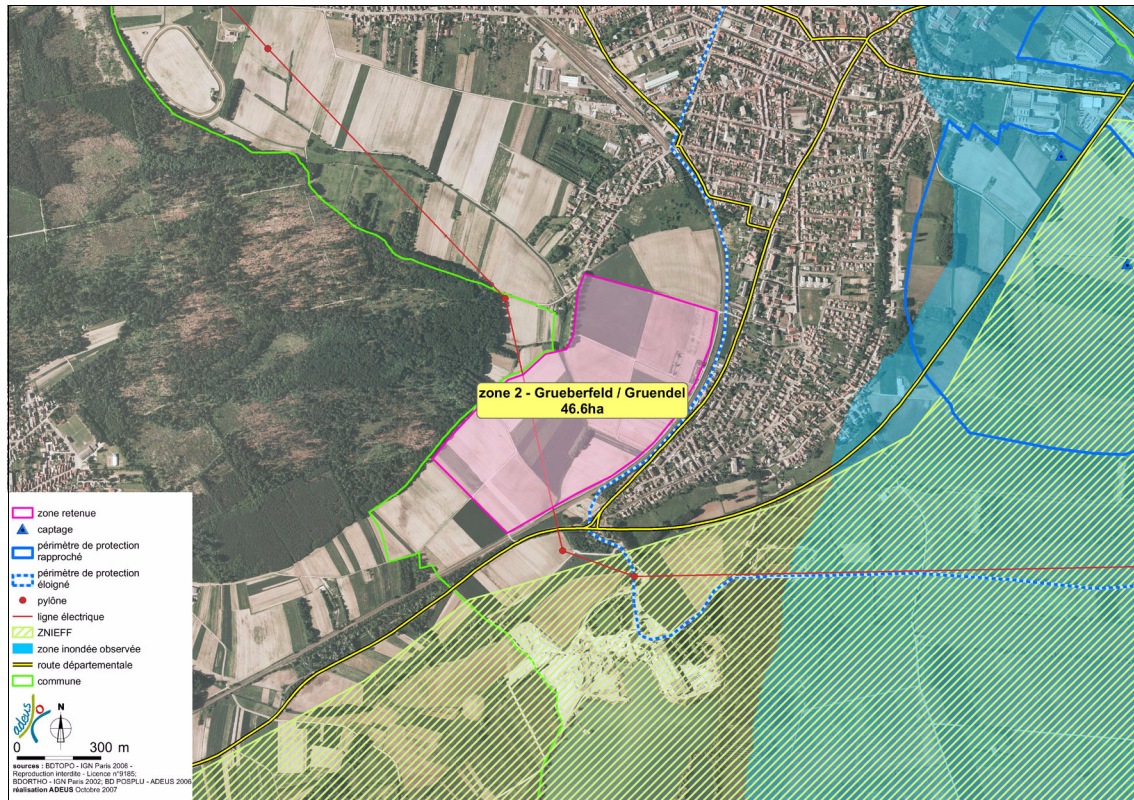 zone 2 - Grueberfeld / Gruendel
46.6ha
zone retenue
captage
périmètre de protection
rapproché
périmètre de protection
éloigné
pylône
ligne électrique
ZNIEFF
zone inondée observée
route départementale
commune
adeus
N
0 300 m
sources : BDTOPO - IGN Paris 2006 -
Reproduction interdite - Licence n°9185;
BDORTHO - IGN Paris 2002; BD POSPLU - ADEUS 2006
réalisation ADEUS Octobre 2007